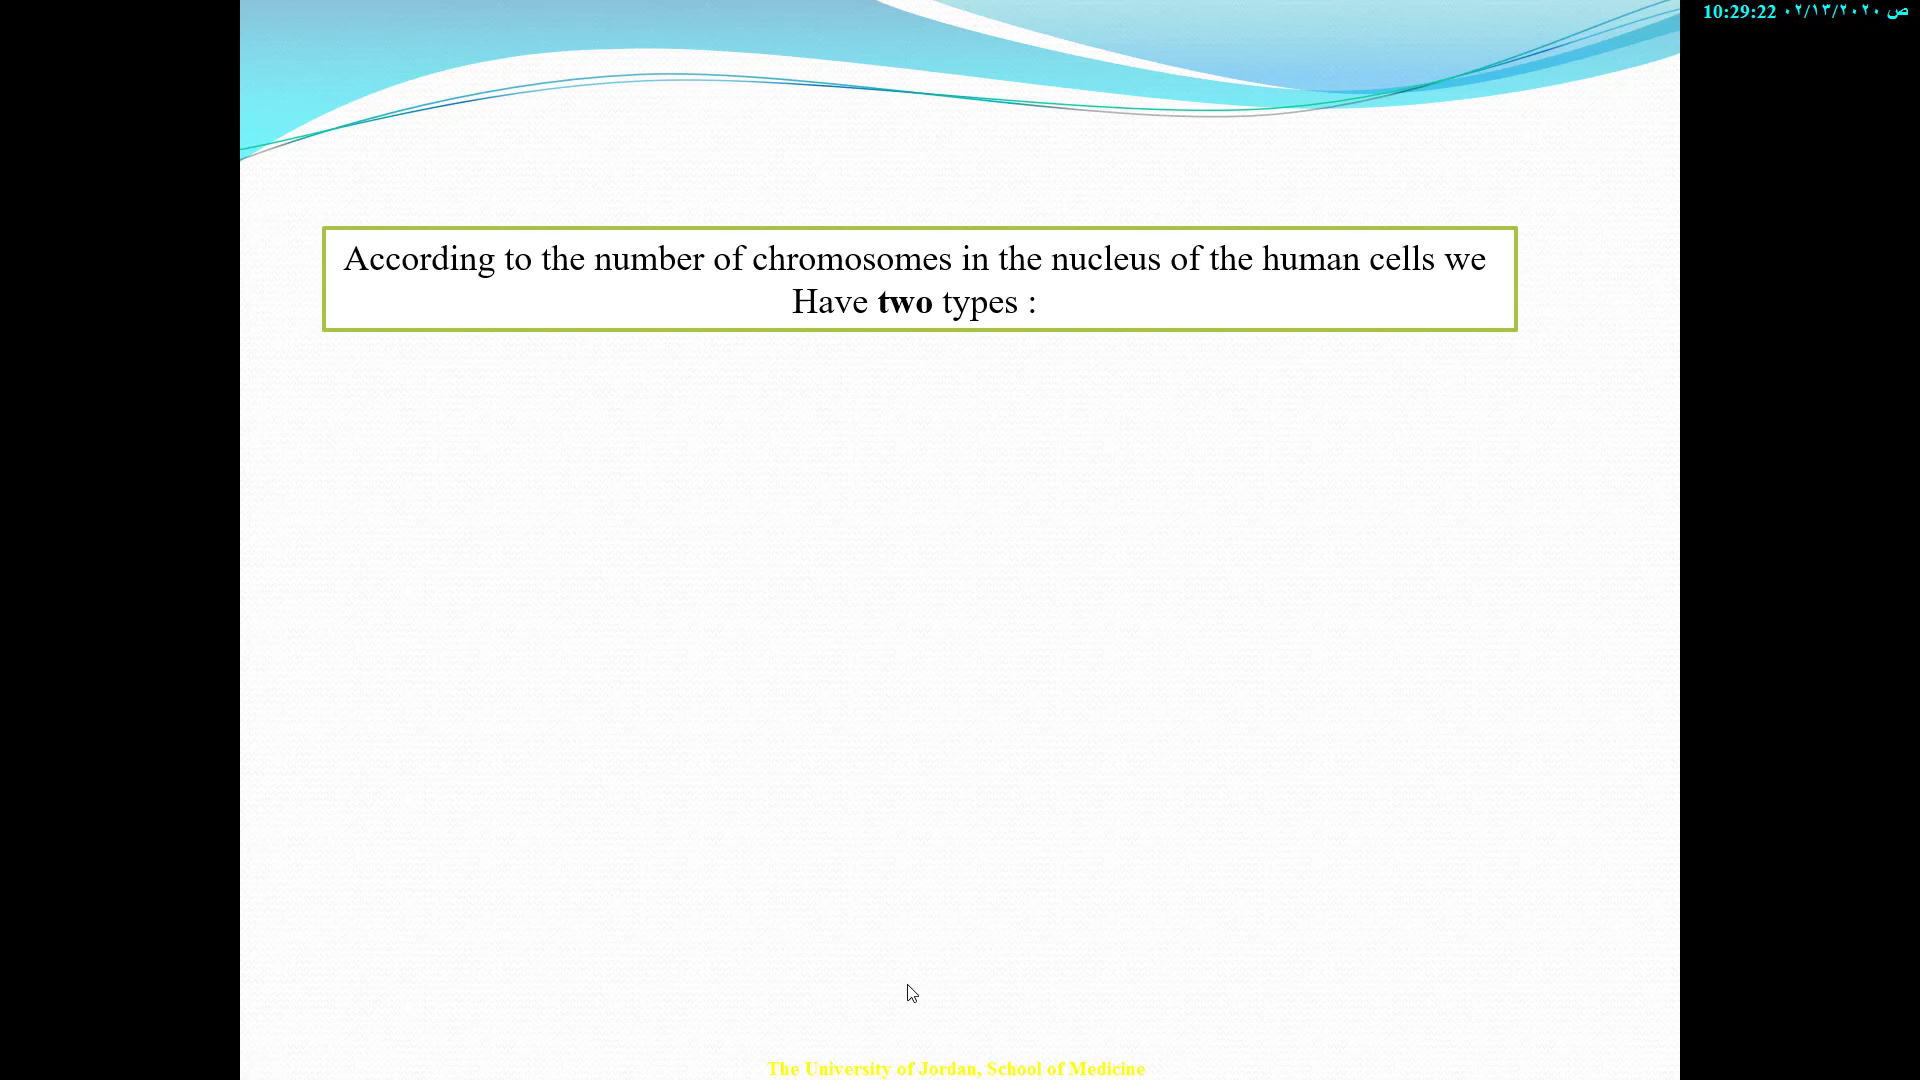 10:29:22 ٠٢/١٣/٢٠٢٠ ص
According to the number of chromosomes in the nucleus of the human cells we
Have two types :
The University of Jordan, School of Medicine